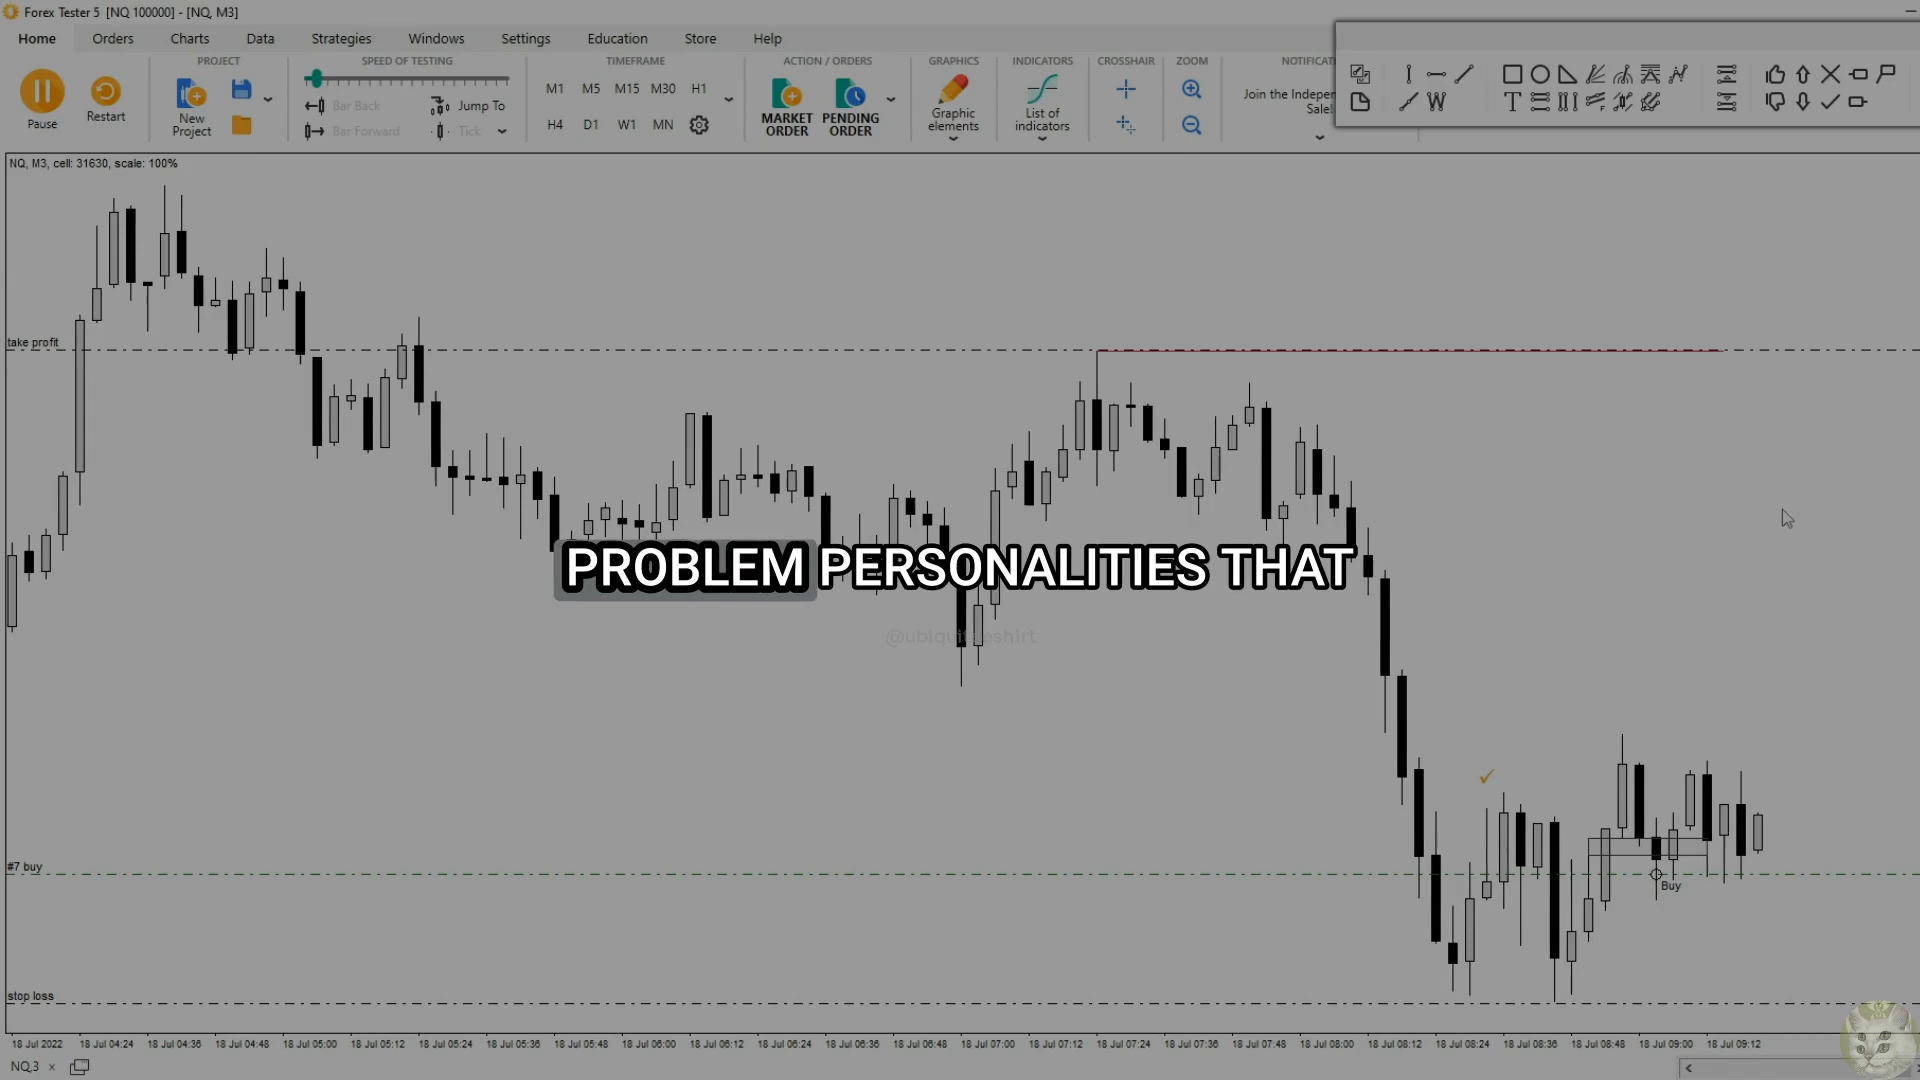 Forex Tester 5 [NQ 100000] - [NQ, M3]
Home Orders Charts Data Strategies Windows Settings Education Store Help
PROJECT SPEED OF TESTING TIMEFRAME ACTION / ORDERS GRAPHICS INDICATORS CROSSHAIR ZOOM NOTIFICAT
Pause
Restart
New
Project
Bar Back
Bar Forward
Jump To
Tick
M1 M5 M15 M30 H1
H4 D1 W1 MN
MARKET
ORDER
PENDING
ORDER
Graphic
elements
List of
indicators
Join the Indepen
Sale!
T
W
F
NQ, M3, cell: 31630, scale: 100%
take profit
PROBLEM PERSONALITIES THAT
#7 buy
Buy
stop loss
18 Jul 2022 18 Jul 04:24 18 Jul 04:36 18 Jul 04:48 18 Jul 05:00 18 Jul 05:12 18 Jul 05:24 18 Jul 05:36 18 Jul 05:48 18 Jul 06:00 18 Jul 06:12 18 Jul 06:24 18 Jul 06:36 18 Jul 06:48 18 Jul 07:00 18 Jul 07:12 18 Jul 07:24 18 Jul 07:36 18 Jul 07:48 18 Jul 08:00 18 Jul 08:12 18 Jul 08:24 18 Jul 08:36 18 Jul 08:48 18 Jul 09:00 18 Jul 09:12
NQ,3